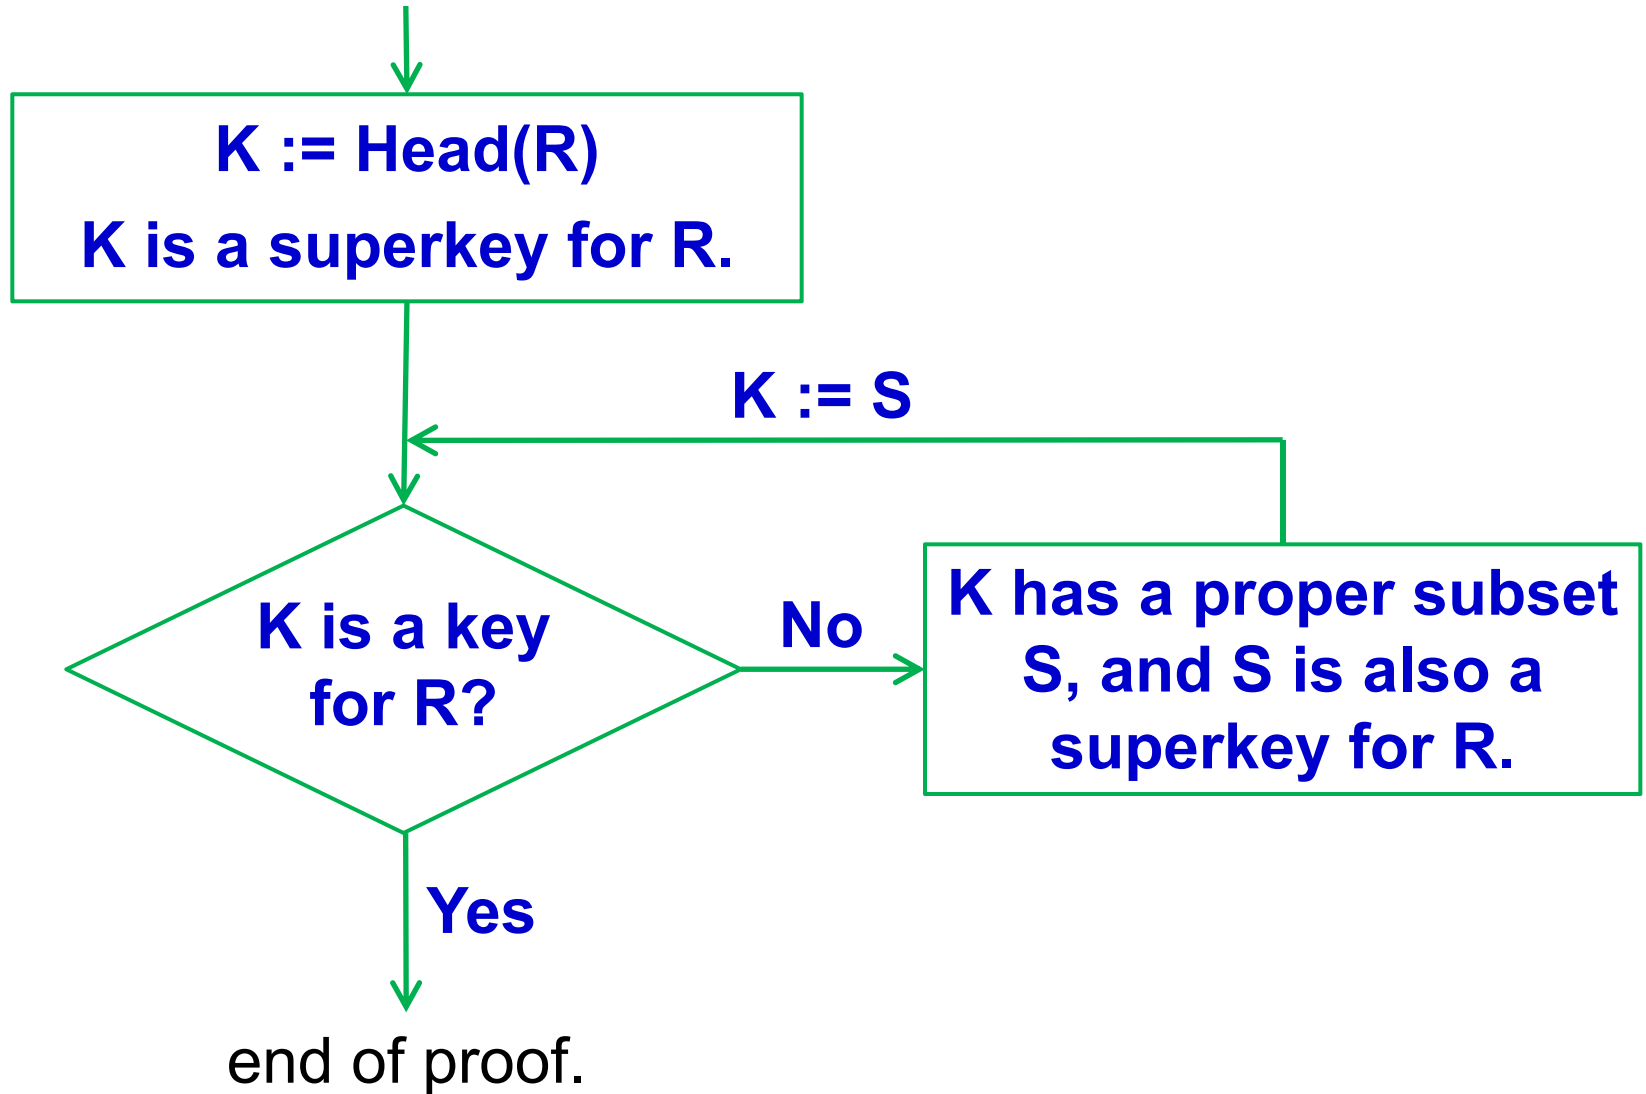 K := Head(R)
K is a superkey for R.
K := S
K is a key
for R?
No
K has a proper subset
S, and S is also a
superkey for R.
Yes
end of proof.